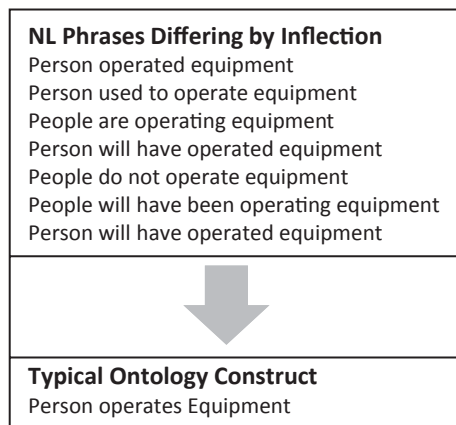 NL Phrases Differing by Inflection
Person operated equipment
Person used to operate equipment
People are operating equipment
Person will have operated equipment
People do not operate equipment
People will have been operating equipment
Person will have operated equipment
Typical Ontology Construct
Person operates Equipment